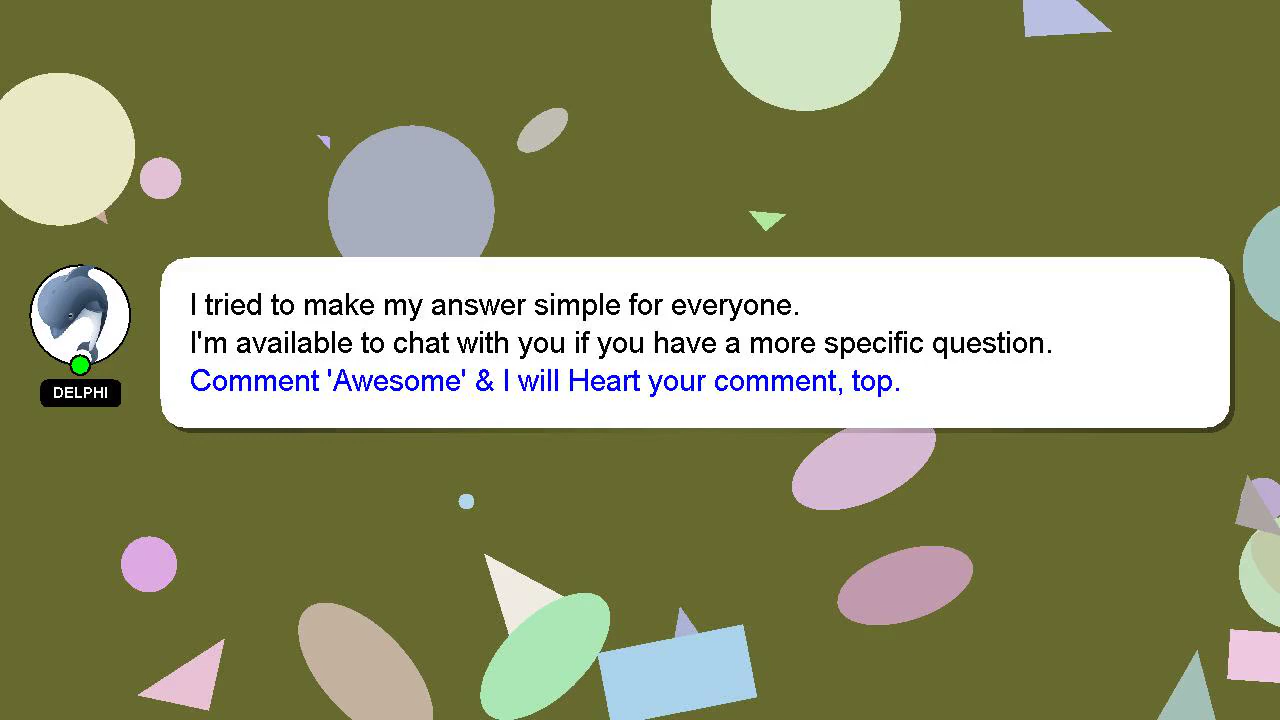 I tried to make my answer simple for everyone.
I'm available to chat with you if you have a more specific question.
Comment 'Awesome' & I will Heart your comment, top.
DELPHI